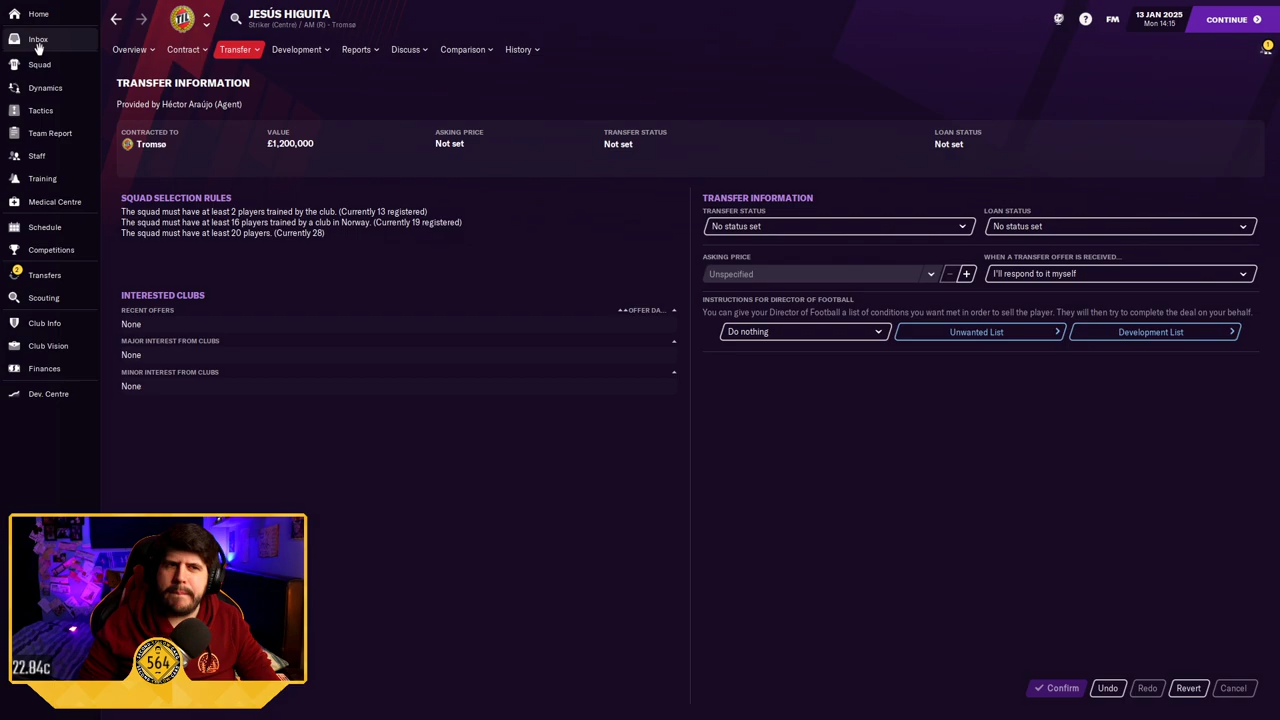 Home
Inbox
Squad
Dynamics
Tactics
Team Report
Staff
Training
Medical Centre
Schedule
Competitions
2
Transfers
Scouting
Club Info
Club Vision
Finances
Dev. Centre
TIL
JESÚS HIGUITA
Striker (Centre) / AM (R) - Tromsø
FM
13 JAN 2025
Mon 14:15
CONTINUE
Overview
Contract
Transfer
Development
Reports
Discuss
Comparison
History
TRANSFER INFORMATION
Provided by Héctor Araújo (Agent)
CONTRACTED TO
Tromsø
VALUE
£1,200,000
ASKING PRICE
Not set
TRANSFER STATUS
Not set
LOAN STATUS
Not set
SQUAD SELECTION RULES
The squad must have at least 2 players trained by the club. (Currently 13 registered)
The squad must have at least 16 players trained by a club in Norway. (Currently 19 registered)
The squad must have at least 20 players. (Currently 28)
INTERESTED CLUBS
RECENT OFFERS
OFFER DA...
None
MAJOR INTEREST FROM CLUBS
None
MINOR INTEREST FROM CLUBS
None
TRANSFER INFORMATION
TRANSFER STATUS
No status set
LOAN STATUS
No status set
ASKING PRICE
Unspecified
WHEN A TRANSFER OFFER IS RECEIVED...
I'll respond to it myself
INSTRUCTIONS FOR DIRECTOR OF FOOTBALL
You can give your Director of Football a list of conditions you want met in order to sell the player. They will then try to complete the deal on your behalf.
Do nothing
Unwanted List
Development List
Confirm
Undo
Redo
Revert
Cancel
22.84c
564